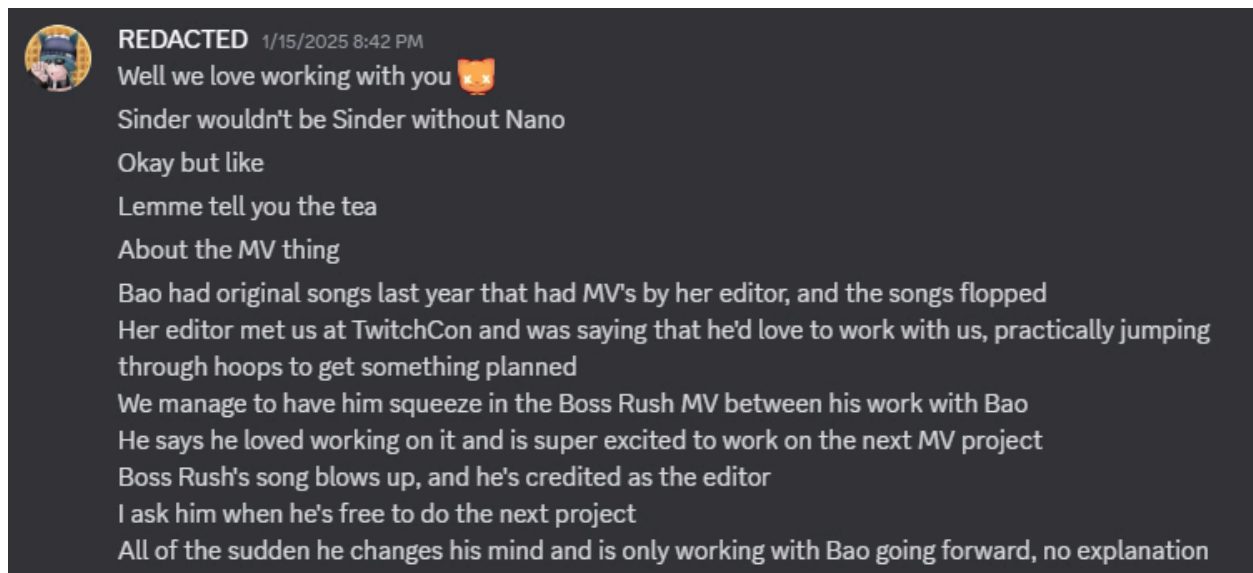 REDACTED 1/15/2025 8:42 PM
Well we love working with you
Sinder wouldn't be Sinder without Nano
Okay but like
Lemme tell you the tea
About the MV thing
Bao had original songs last year that had MV's by her editor, and the songs flopped
Her editor met us at TwitchCon and was saying that he'd love to work with us, practically jumping
through hoops to get something planned
We manage to have him squeeze in the Boss Rush MV between his work with Bao
He says he loved working on it and is super excited to work on the next MV project
Boss Rush's song blows up, and he's credited as the editor
I ask him when he's free to do the next project
All of the sudden he changes his mind and is only working with Bao going forward, no explanation